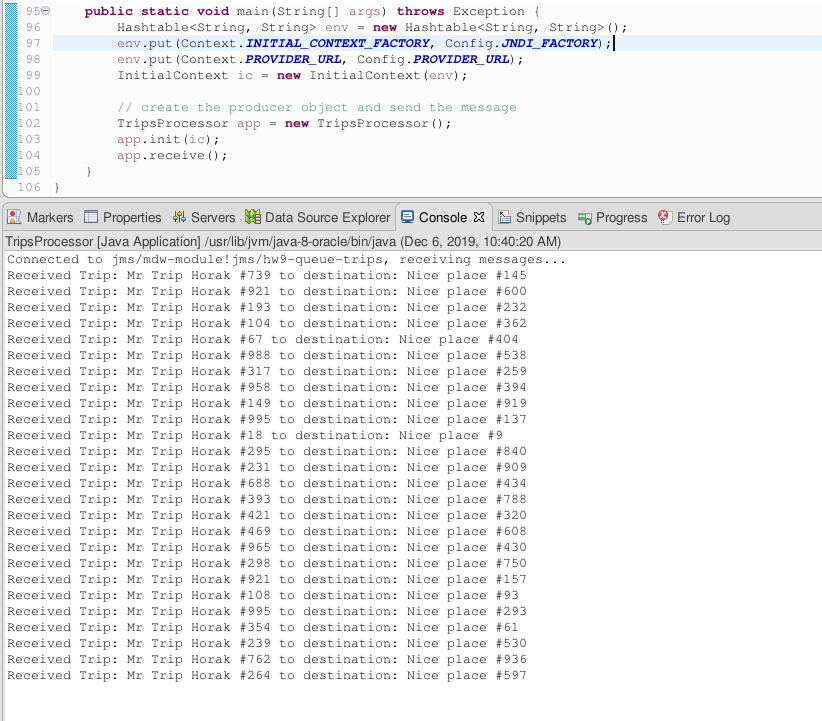 95 public static void main(String[] args) throws Exception {
96 Hashtable<String, String> env = new Hashtable<String, String>();
97 env.put(Context.INITIAL_CONTEXT_FACTORY, Config.JNDI_FACTORY);
98 env.put(Context.PROVIDER_URL, Config.PROVIDER_URL);
99 InitialContext ic = new InitialContext(env);
100
101 // create the producer object and send the message
102 TripsProcessor app = new TripsProcessor();
103 app.init(ic);
104 app.receive();
105 }
106 }
Markers Properties Servers Data Source Explorer Console Snippets Progress Error Log
TripsProcessor [Java Application] /usr/lib/jvm/java-8-oracle/bin/java (Dec 6, 2019, 10:40:20 AM)
Connected to jms/mdw-module!jms/hw9-queue-trips, receiving messages...
Received Trip: Mr Trip Horak #739 to destination: Nice place #145
Received Trip: Mr Trip Horak #921 to destination: Nice place #600
Received Trip: Mr Trip Horak #193 to destination: Nice place #232
Received Trip: Mr Trip Horak #104 to destination: Nice place #362
Received Trip: Mr Trip Horak #67 to destination: Nice place #404
Received Trip: Mr Trip Horak #988 to destination: Nice place #538
Received Trip: Mr Trip Horak #317 to destination: Nice place #259
Received Trip: Mr Trip Horak #958 to destination: Nice place #394
Received Trip: Mr Trip Horak #149 to destination: Nice place #919
Received Trip: Mr Trip Horak #995 to destination: Nice place #137
Received Trip: Mr Trip Horak #18 to destination: Nice place #9
Received Trip: Mr Trip Horak #295 to destination: Nice place #840
Received Trip: Mr Trip Horak #231 to destination: Nice place #909
Received Trip: Mr Trip Horak #688 to destination: Nice place #434
Received Trip: Mr Trip Horak #393 to destination: Nice place #788
Received Trip: Mr Trip Horak #421 to destination: Nice place #320
Received Trip: Mr Trip Horak #469 to destination: Nice place #608
Received Trip: Mr Trip Horak #965 to destination: Nice place #430
Received Trip: Mr Trip Horak #298 to destination: Nice place #750
Received Trip: Mr Trip Horak #921 to destination: Nice place #157
Received Trip: Mr Trip Horak #108 to destination: Nice place #93
Received Trip: Mr Trip Horak #995 to destination: Nice place #293
Received Trip: Mr Trip Horak #354 to destination: Nice place #61
Received Trip: Mr Trip Horak #239 to destination: Nice place #530
Received Trip: Mr Trip Horak #762 to destination: Nice place #936
Received Trip: Mr Trip Horak #264 to destination: Nice place #597